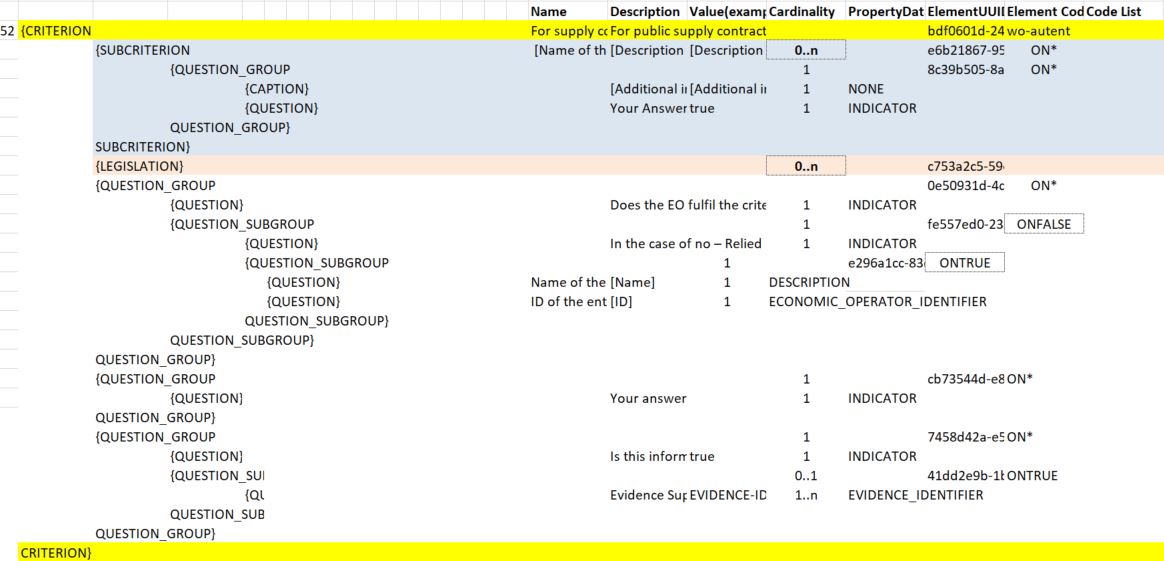 Name Description Value(examp Cardinality PropertyDat ElementUUII Element Cod Code List
52 {CRITERION For supply co For public supply contract bdf0601d-24 wo-autent
{SUBCRITERION [Name of th [Description [Description 0..n e6b21867-95 ON*
{QUESTION_GROUP 1 8c39b505-8a ON*
{CAPTION} [Additional ir [Additional ir 1 NONE
{QUESTION} Your Answer true 1 INDICATOR
QUESTION_GROUP}
SUBCRITERION}
{LEGISLATION} 0..n c753a2c5-59
{QUESTION_GROUP 0e50931d-4c ON*
{QUESTION} Does the EO fulfil the crite 1 INDICATOR
{QUESTION_SUBGROUP 1 fe557ed0-23 ONFALSE
{QUESTION} In the case of no – Relied 1 INDICATOR
{QUESTION_SUBGROUP 1 e296a1cc-83 ONTRUE
{QUESTION} Name of the [Name] 1 DESCRIPTION
{QUESTION} ID of the ent [ID] 1 ECONOMIC_OPERATOR_IDENTIFIER
QUESTION_SUBGROUP}
QUESTION_SUBGROUP}
QUESTION_GROUP}
{QUESTION_GROUP 1 cb73544d-e8 ON*
{QUESTION} Your answer 1 INDICATOR
QUESTION_GROUP}
{QUESTION_GROUP 1 7458d42a-e5 ON*
{QUESTION} Is this inform true 1 INDICATOR
{QUESTION_SUI 0..1 41dd2e9b-1b ONTRUE
{QU Evidence Sup EVIDENCE-ID 1..n EVIDENCE_IDENTIFIER
QUESTION_SUB
QUESTION_GROUP}
CRITERION}